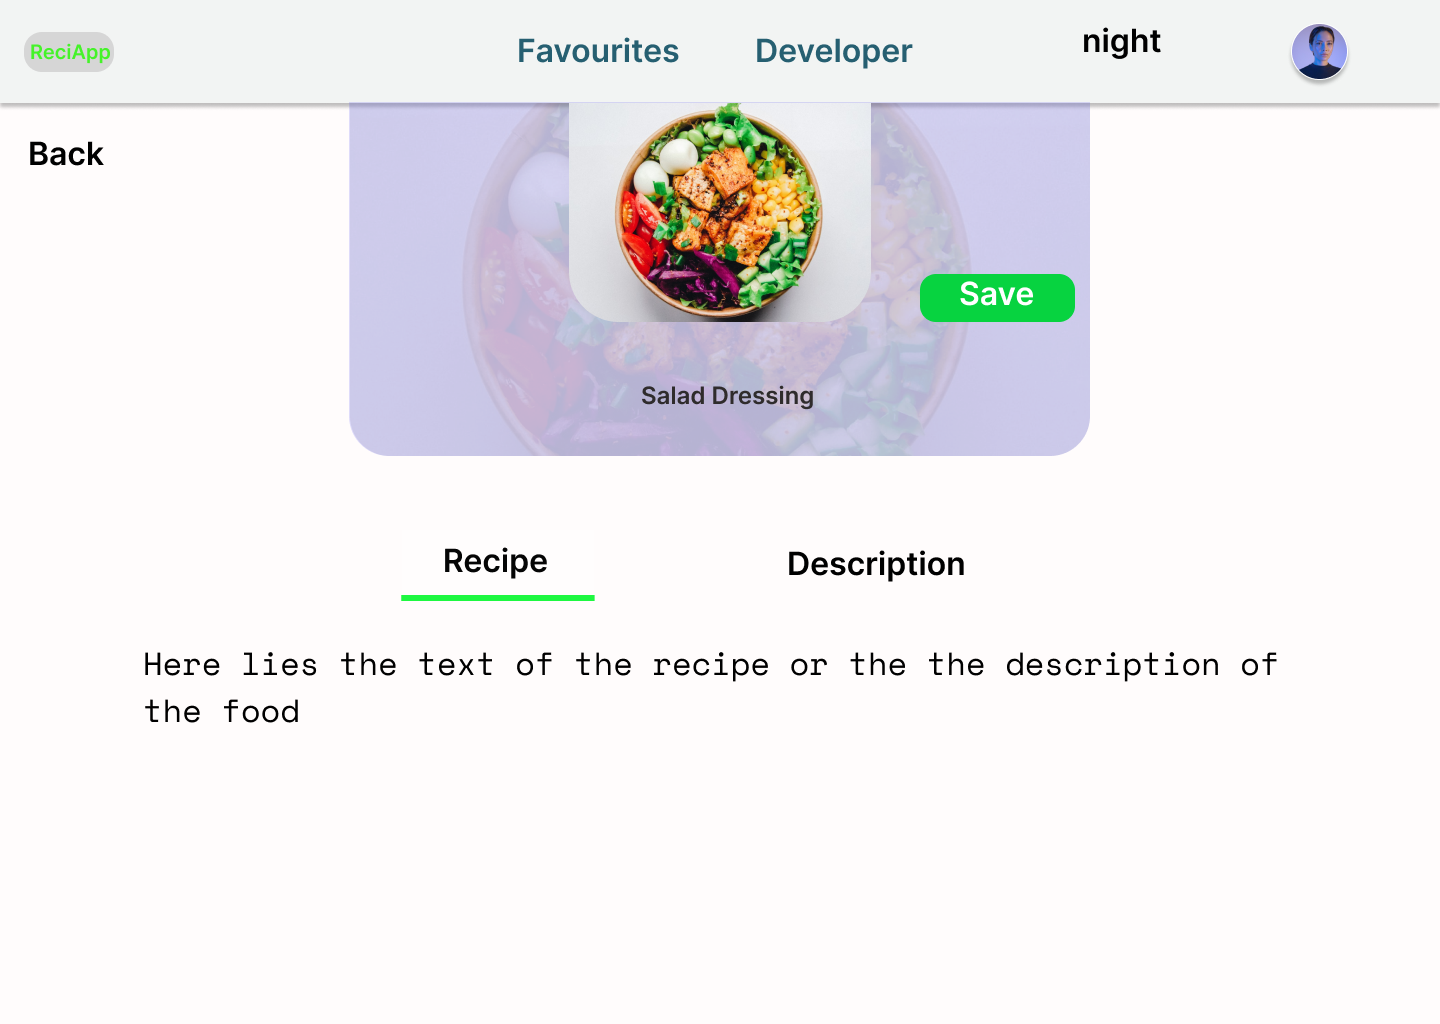 ReciApp
Favourites
Developer
night
Back
Save
Salad Dressing
Recipe
Description
Here lies the text of the recipe or the the description of
the food